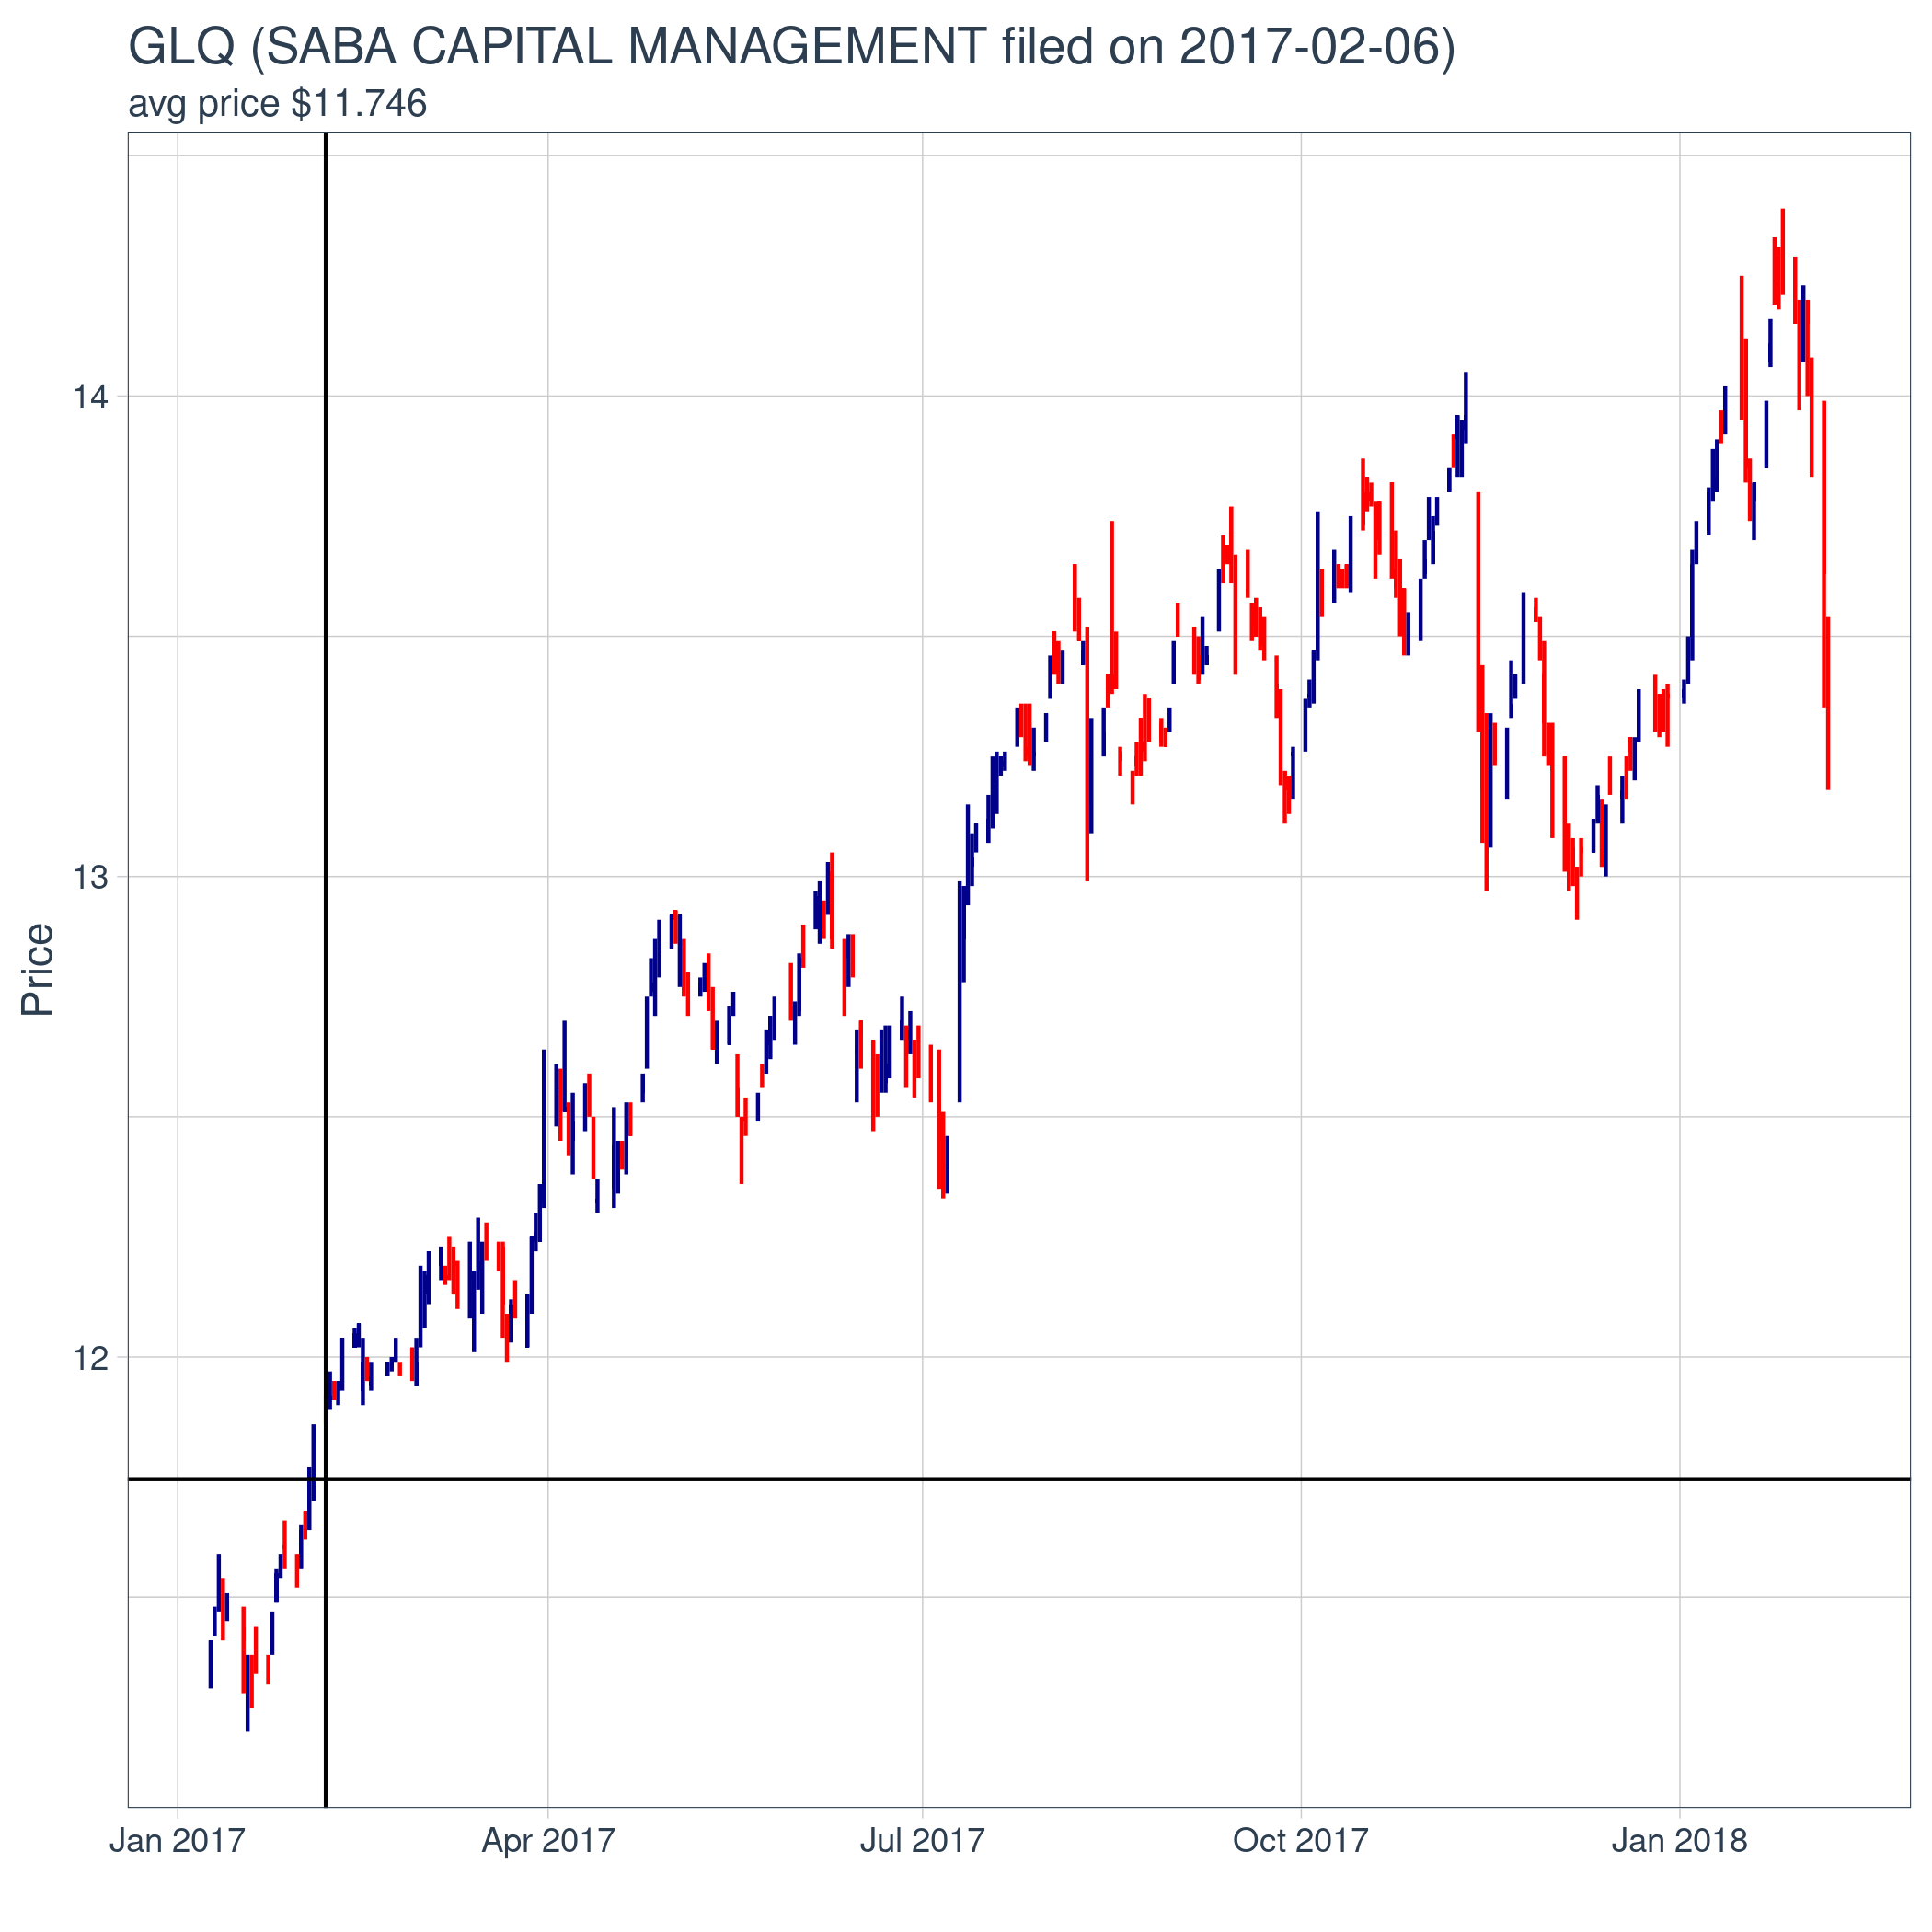 GLQ (SABA CAPITAL MANAGEMENT filed on 2017-02-06)
avg price $11.746
14
13
12
Price
Jan 2017
Apr 2017
Jul 2017
Oct 2017
Jan 2018